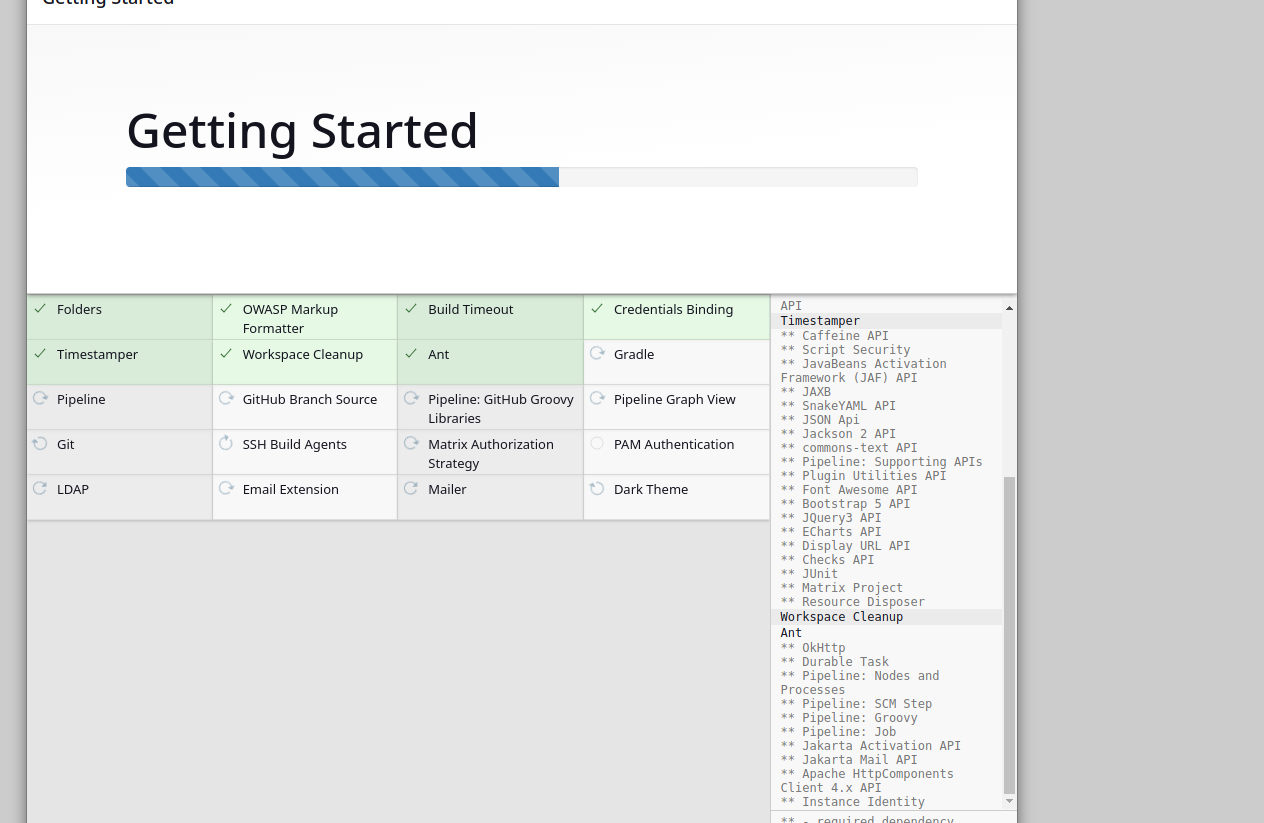 Getting Started
Getting Started
Folders
OWASP Markup
Formatter
Build Timeout
Credentials Binding
Timestamper
Workspace Cleanup
Ant
Gradle
Pipeline
GitHub Branch Source
Pipeline: GitHub Groovy
Libraries
Pipeline Graph View
Git
SSH Build Agents
Matrix Authorization
Strategy
PAM Authentication
LDAP
Email Extension
Mailer
Dark Theme
API
Timestamper
** Caffeine API
** Script Security
** JavaBeans Activation
Framework (JAF) API
** JAXB
** SnakeYAML API
** JSON Api
** Jackson 2 API
** commons-text API
** Pipeline: Supporting APIs
** Plugin Utilities API
** Font Awesome API
** Bootstrap 5 API
** JQuery3 API
** ECharts API
** Display URL API
** Checks API
** JUnit
** Matrix Project
** Resource Disposer
Workspace Cleanup
Ant
** OkHttp
** Durable Task
** Pipeline: Nodes and
Processes
** Pipeline: SCM Step
** Pipeline: Groovy
** Pipeline: Job
** Jakarta Activation API
** Jakarta Mail API
** Apache HttpComponents
Client 4.x API
** Instance Identity
** - required dependency